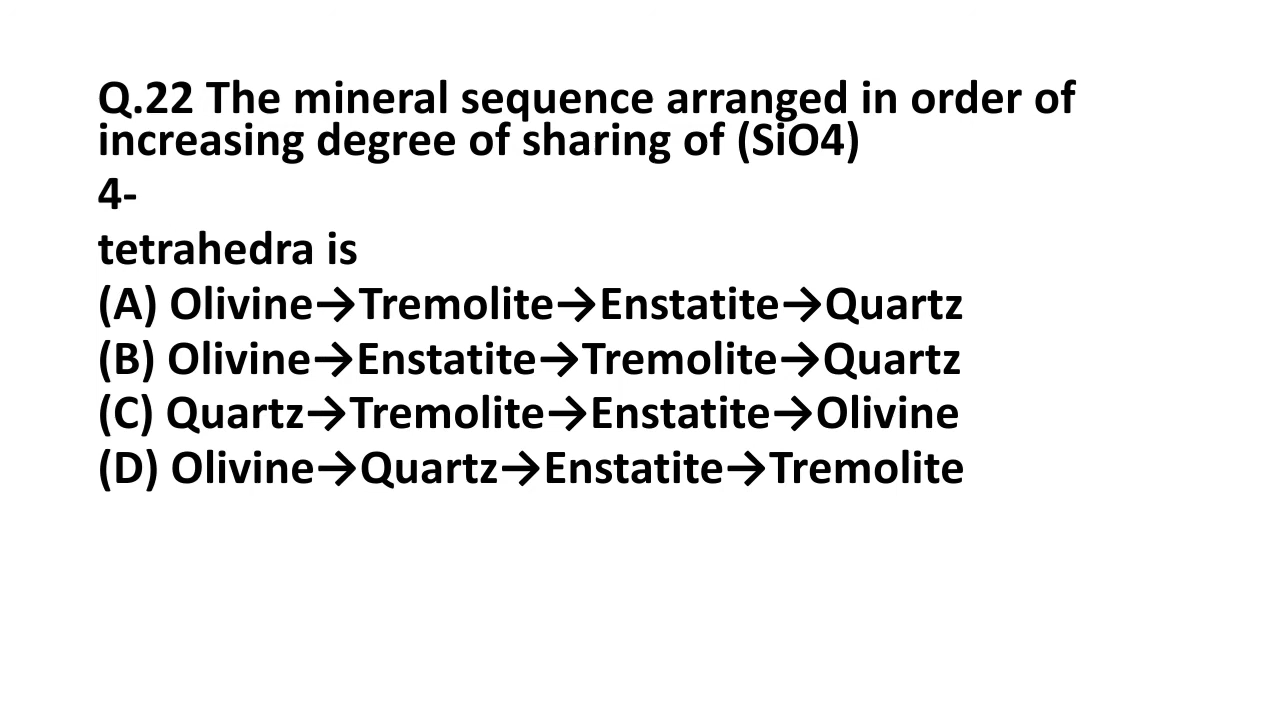 Q.22 The mineral sequence arranged in order of
increasing degree of sharing of (SiO4)
4-
tetrahedra is
(A) Olivine→Tremolite→Enstatite→Quartz
(B) Olivine→Enstatite→Tremolite→Quartz
(C) Quartz→Tremolite→Enstatite→Olivine
(D) Olivine→Quartz→Enstatite→Tremolite